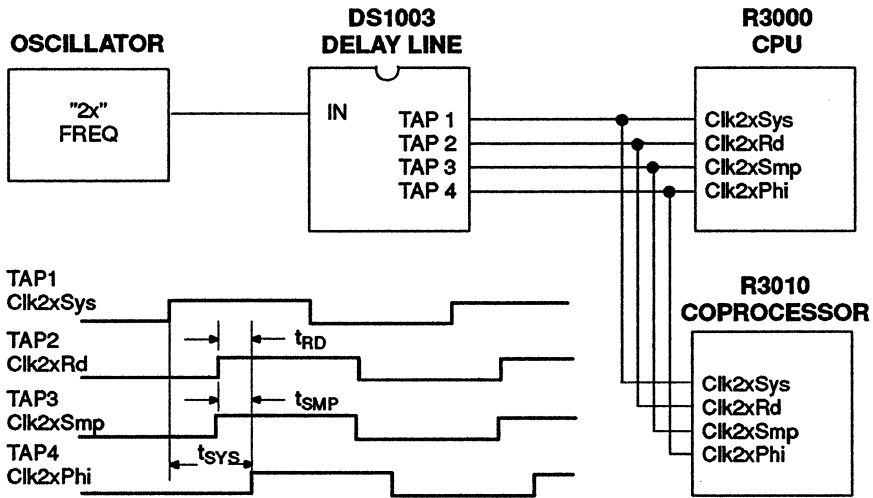 OSCILLATOR
"2x"
FREQ
DS1003
DELAY LINE
IN
TAP 1
TAP 2
TAP 3
TAP 4
R3000
CPU
Clk2xSys
Clk2xRd
Clk2xSmp
Clk2xPhi
R3010
COPROCESSOR
Clk2xSys
Clk2xRd
Clk2xSmp
Clk2xPhi
TAP1
Clk2xSys
TAP2
Clk2xRd
tRD
TAP3
Clk2xSmp
tSMP
TAP4
Clk2xPhi
tSYS